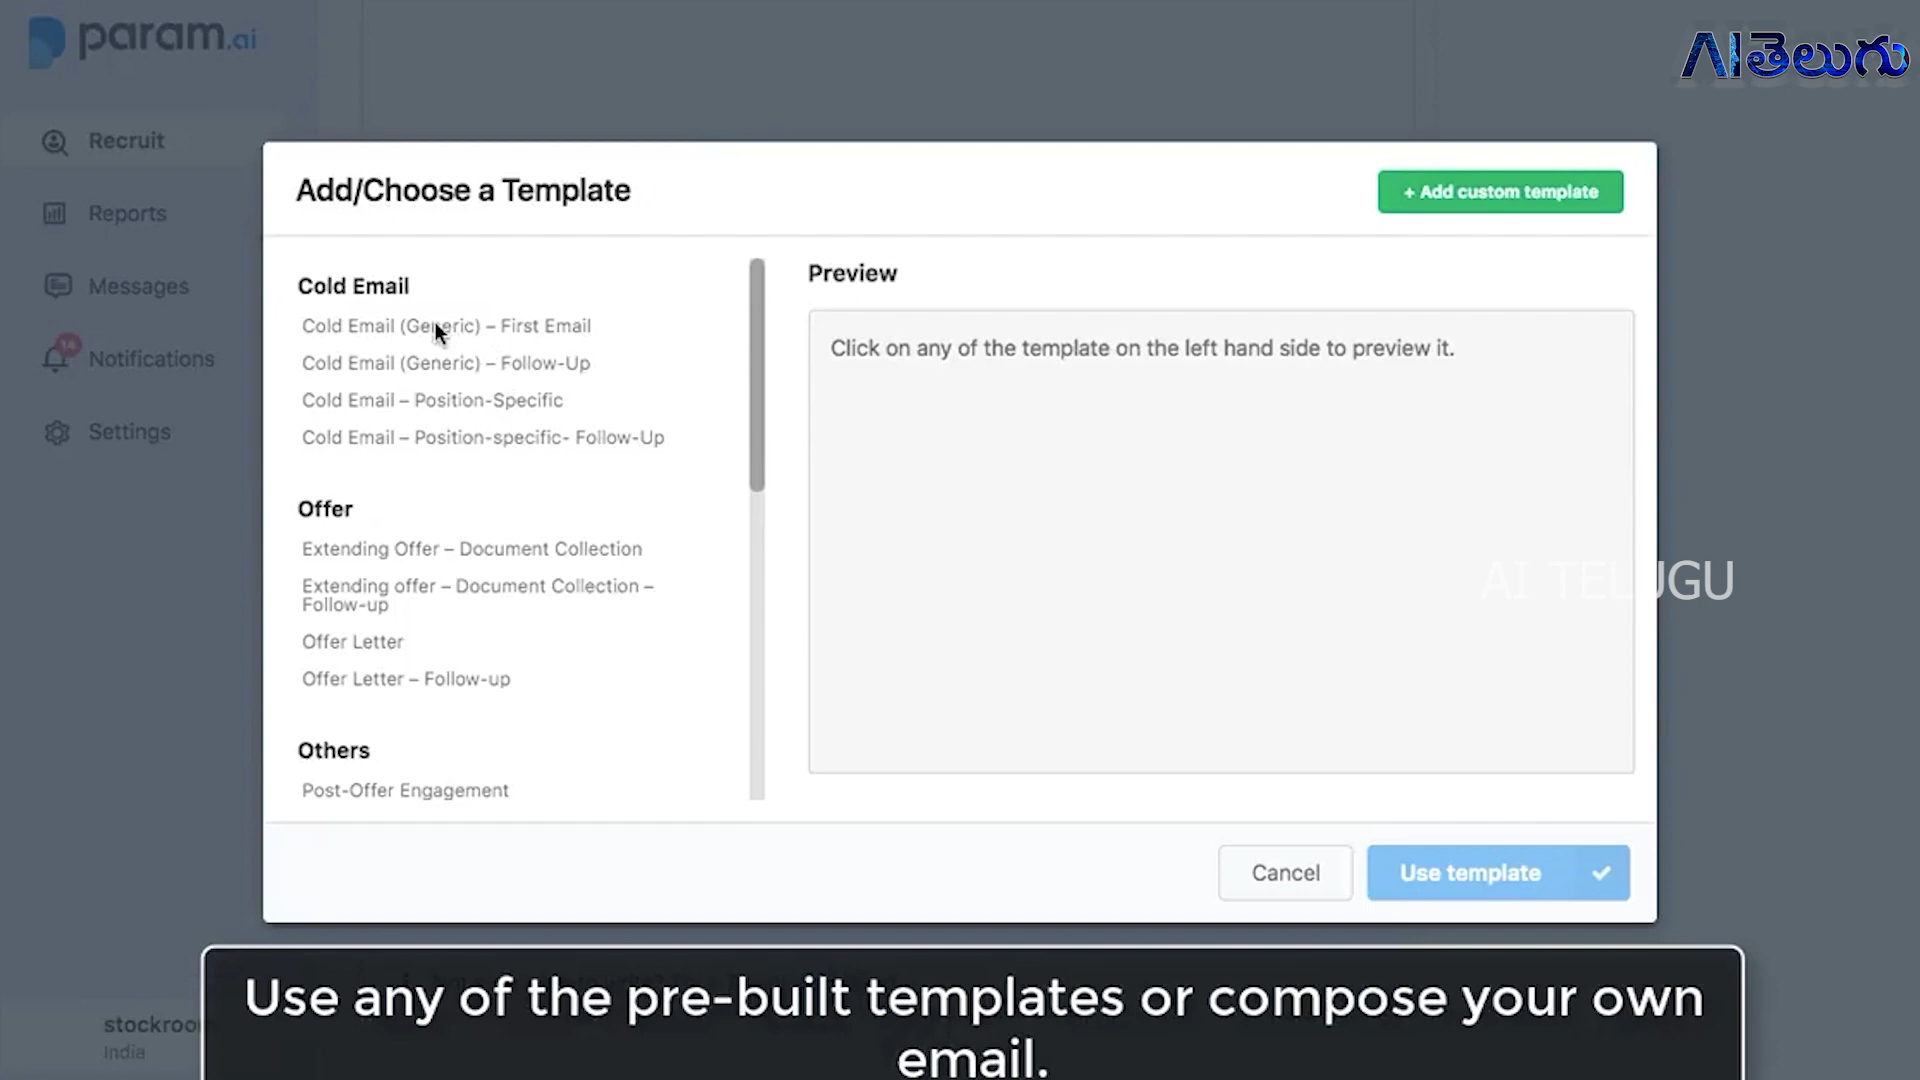 param.ai
AIతెలుగు
Recruit
Reports
Messages
14
Notifications
Settings
Add/Choose a Template
+ Add custom template
Cold Email
Cold Email (Generic) – First Email
Cold Email (Generic) – Follow-Up
Cold Email – Position-Specific
Cold Email – Position-specific- Follow-Up
Offer
Extending Offer – Document Collection
Extending offer – Document Collection –
Follow-up
Offer Letter
Offer Letter – Follow-up
Others
Post-Offer Engagement
Preview
Click on any of the template on the left hand side to preview it.
AI TELUGU
Cancel
Use template
stockroo
India
Use any of the pre-built templates or compose your own
email.